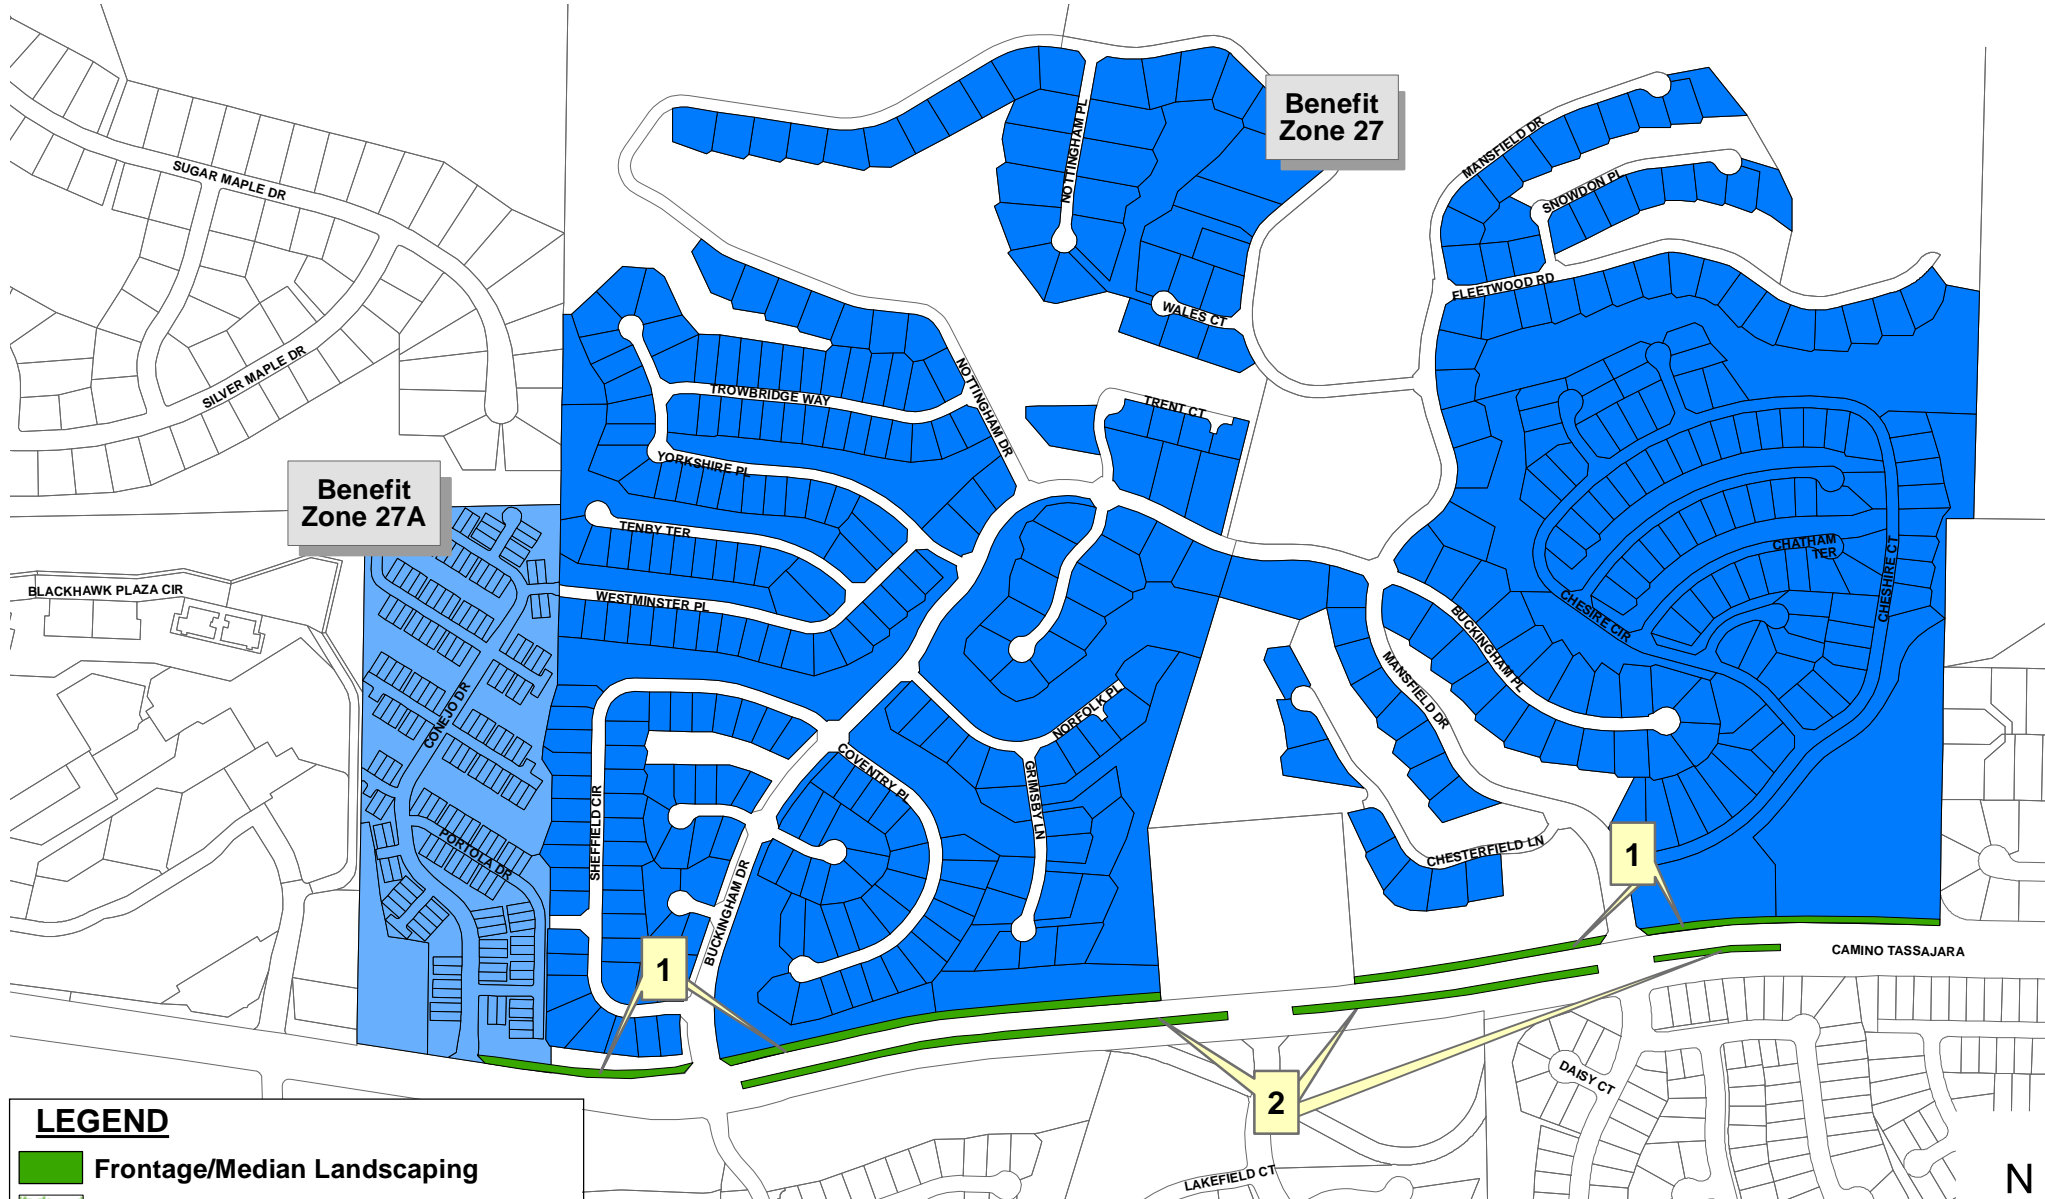 Benefit
Zone 27
MANSFIELD DR
NOTTINGHAM PL
SUGAR MAPLE DR
SNOWDON PL
FLEETWOOD RD
WALES CT
SILVER MAPLE DR
NOTTINGHAM DR
TROWBRIDGE WAY
TRENT CT
YORKSHIRE PL
Benefit
Zone 27A
TENBY TER
CHATHAM
TER
CHESHIRE CT
BLACKHAWK PLAZA CIR
WESTMINSTER PL
CHESIRE CIR
BUCKINGHAM PL
MANSFIELD DR
CONEJO DR
NORFOLK PL
COVENTRY PL
GRIMSBY LN
SHEFFIELD CIR
PORTOLA DR
CHESTERFIELD LN
1
BUCKINGHAM DR
1
CAMINO TASSAJARA
2
DAISY CT
LAKEFIELD CT
LEGEND
Frontage/Median Landscaping
N